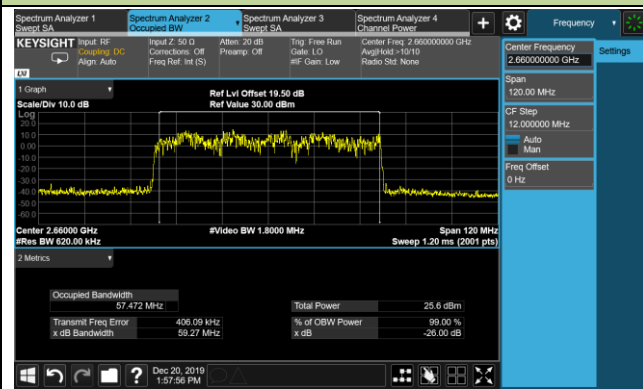 Spectrum Analyzer 1
Swept SA
Spectrum Analyzer 2
Occupied BW
Spectrum Analyzer 3
Swept SA
Spectrum Analyzer 4
Channel Power
Frequency
KEYSIGHT
Input: RF
Coupling: DC
Align: Auto
Input Z: 50 Ω
Corrections: Off
Freq Ref: Int (S)
Atten: 20 dB
Preamp: Off
Trig: Free Run
Gate: LO
#IF Gain: Low
Center Freq: 2.660000000 GHz
Avg|Hold:>10/10
Radio Std: None
LXI
Center Frequency
2.660000000 GHz
Settings
Span
120.00 MHz
CF Step
12.000000 MHz
Auto
Man
Freq Offset
0 Hz
1 Graph
Scale/Div 10.0 dB
Ref Lvl Offset 19.50 dB
Ref Value 30.00 dBm
Log
20.0
10.0
0.00
-10.0
-20.0
-30.0
-40.0
-50.0
-60.0
Center 2.66000 GHz
#Res BW 620.00 kHz
#Video BW 1.8000 MHz
Span 120 MHz
Sweep 1.20 ms (2001 pts)
2 Metrics
Occupied Bandwidth
57.472 MHz
Total Power 25.6 dBm
Transmit Freq Error 406.09 kHz
% of OBW Power 99.00 %
x dB Bandwidth 59.27 MHz
x dB -26.00 dB
Dec 20, 2019
1:57:56 PM